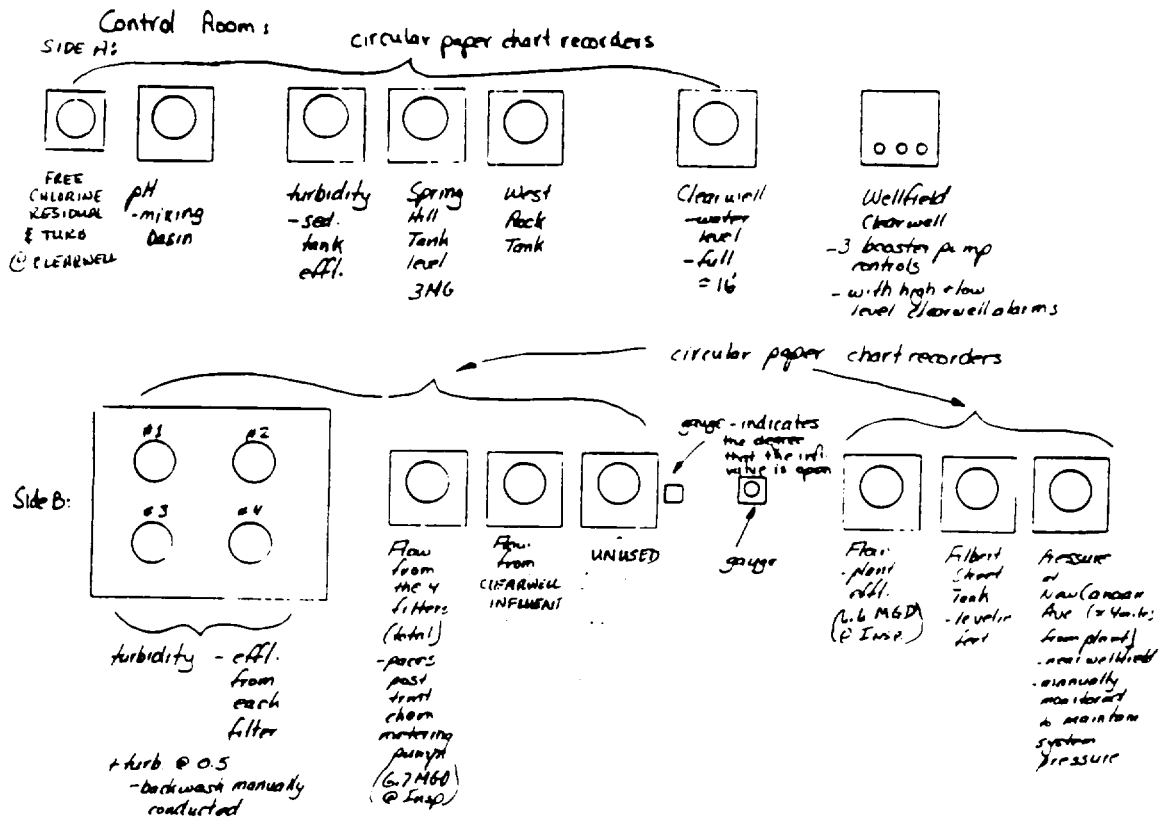 Control Room:
SIDE A:
circular paper chart recorders
FREE
CHLORINE
RESIDUAL
& TURB
@ CLEARWELL
pH
-mixing
basin
turbidity
-sed.
tank
effl.
Spring
Hill
Tank
level
3MG
West
Rock
Tank
Clearwell
-water
level
-full
=16'
Wellfield
Clearwell
-3 booster pump
controls
- with high + low
level clearwell alarms
circular paper chart recorders
Side B:
#1
#2
#3
#4
turbidity - effl.
from
each
filter
+ turb. @ 0.5
-backwash manually
conducted
Flow
from
the 4
filters
(total)
-paces
post
trmt
chem
metering
pumps
(6.7 MGD
@ Insp.)
Flow
from
CLEARWELL
INFLUENT
UNUSED
gauge - indicates
the degree
that the infl.
valve is open
gauge
Flow
-plant
effl.
(6.6 MGD
@ Insp.)
Filbert
Street
Tank
-level in
feet
Pressure
at
New Canaan
Ave (≈ 4 miles
from plant)
-near wellfield
-manually
monitored
to maintain
system
pressure